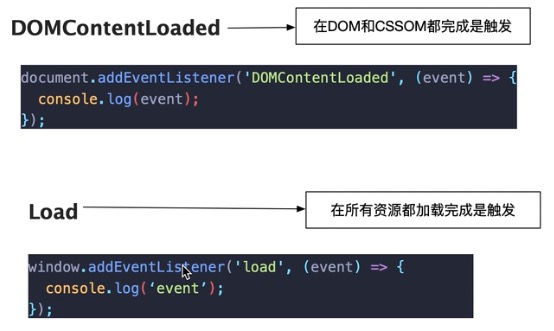 DOMContentLoaded
在DOM和CSSOM都完成是触发
document.addEventListener('DOMContentLoaded', (event) => {
  console.log(event);
});
Load
在所有资源都加载完成是触发
window.addEventListener('load', (event) => {
  console.log(‘event’);
});